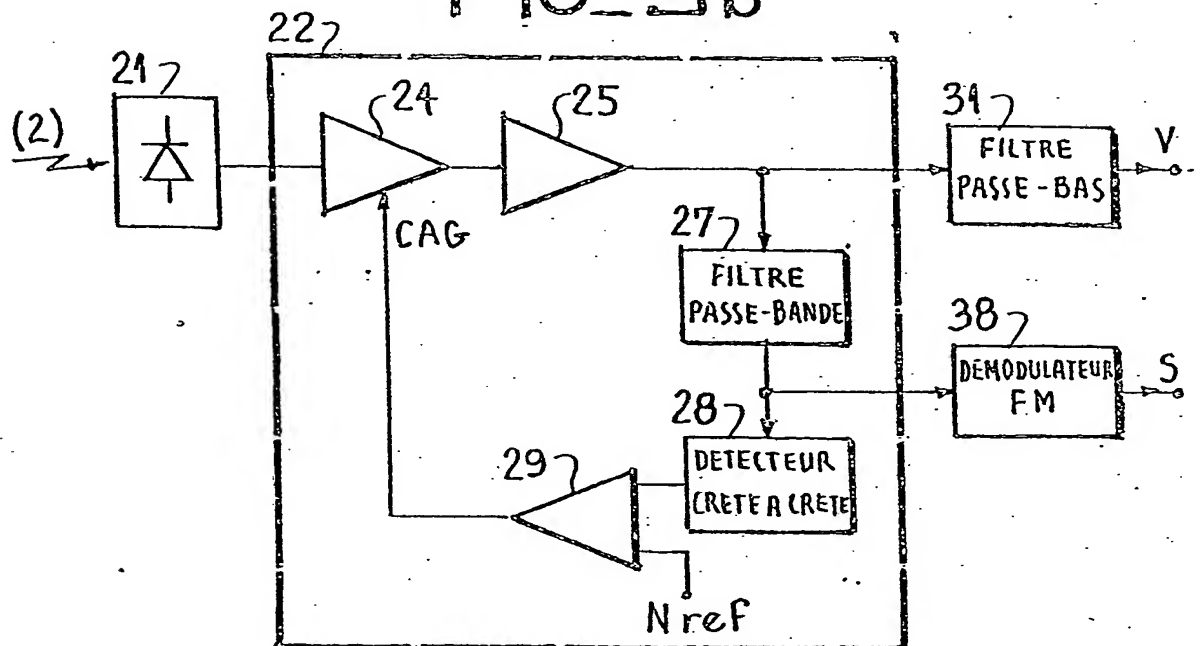 22
21
24
25
31
(2)
FILTRE
PASSE-BAS
V
CAG
27
FILTRE
PASSE-BANDE
38
DEMODULATEUR
FM
S
28
DETECTEUR
CRETE A CRETE
29
N ref